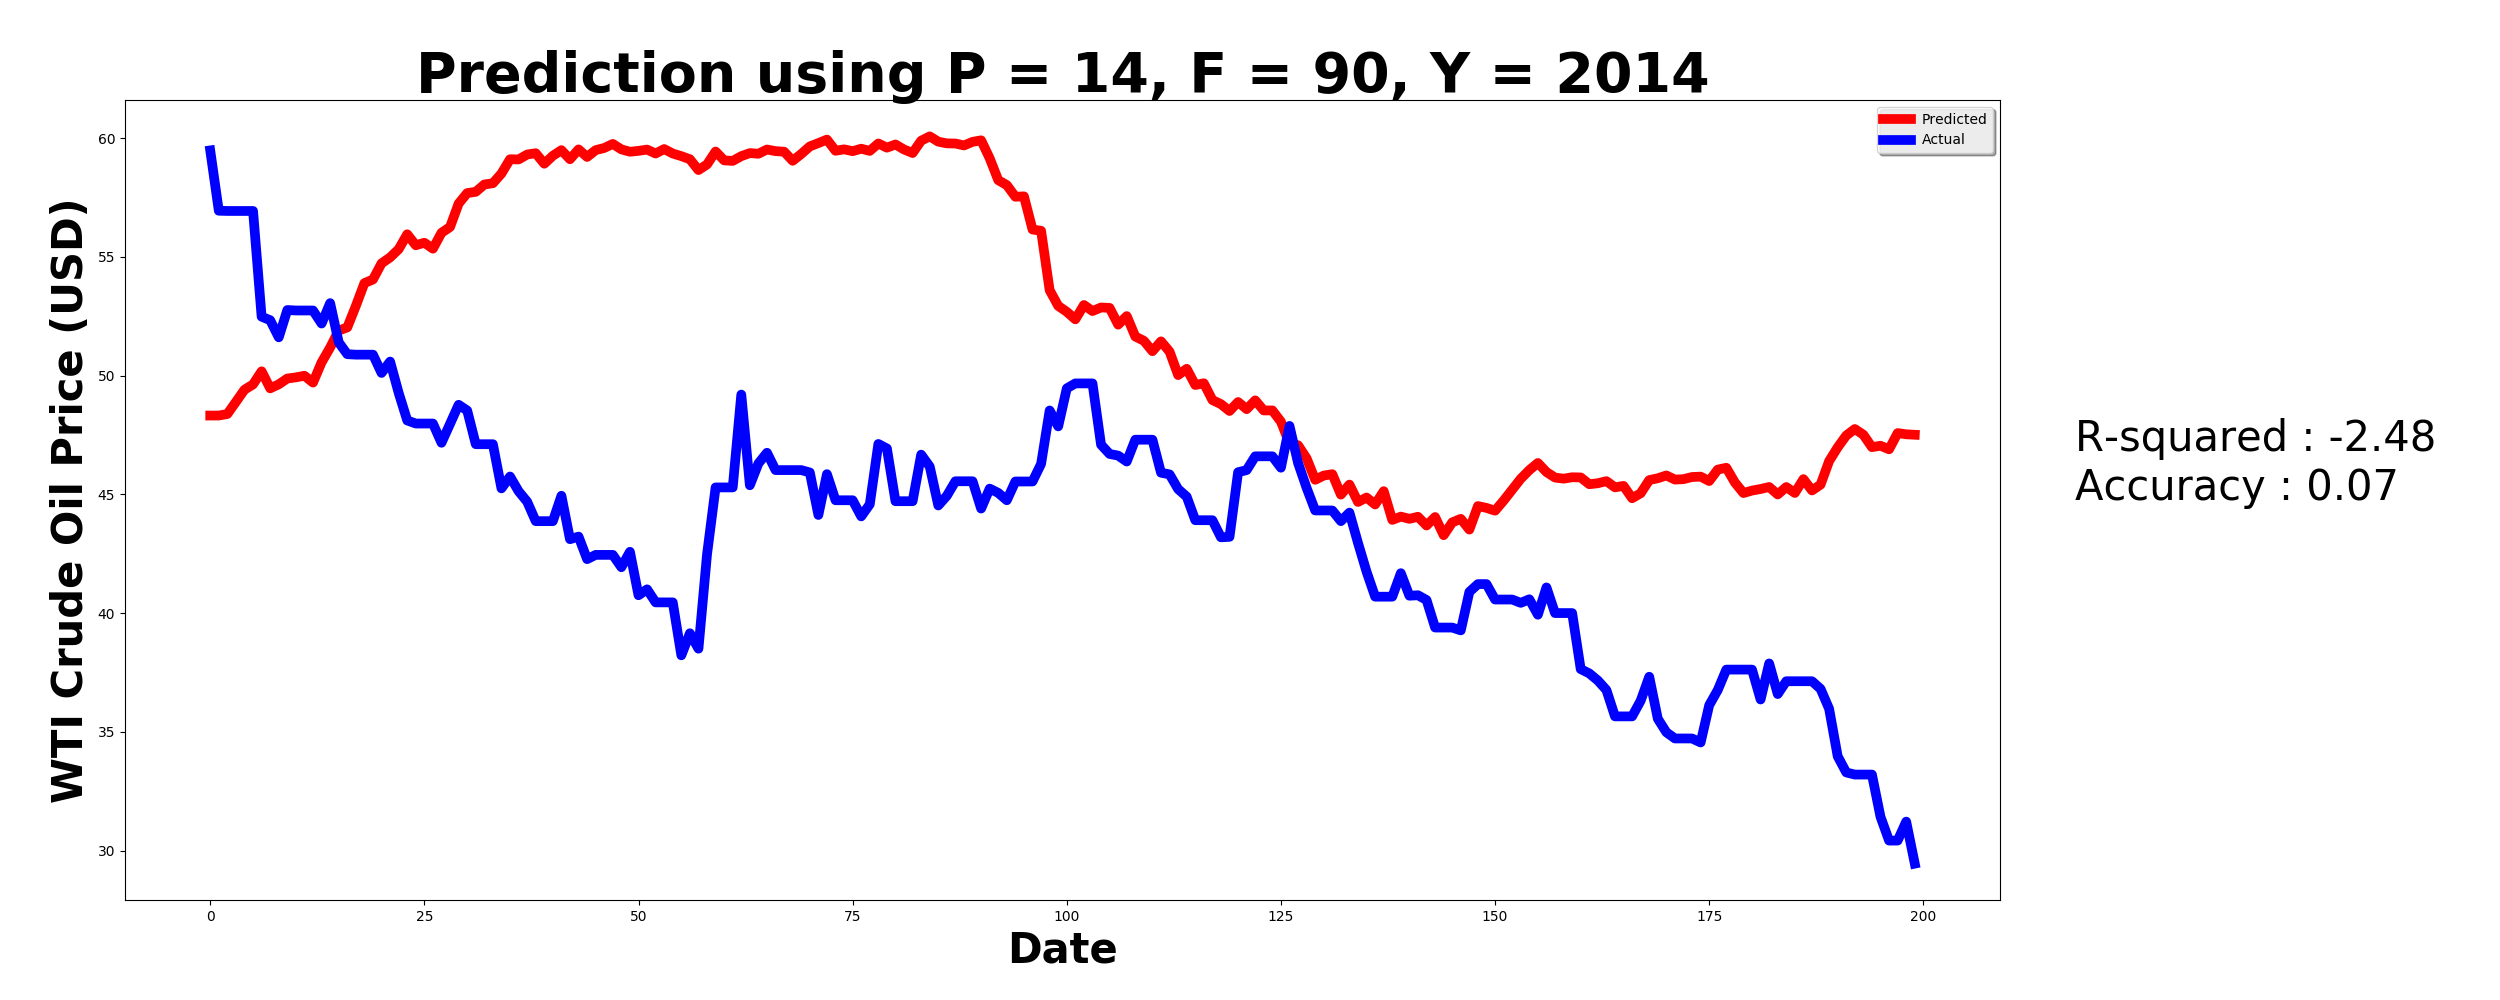 Prediction using P = 14, F = 90, Y = 2014
Predicted
Actual
60
55
50
45
40
35
30
WTI Crude Oil Price (USD)
0 25 50 75 100 125 150 175 200
Date
R-squared : -2.48
Accuracy : 0.07